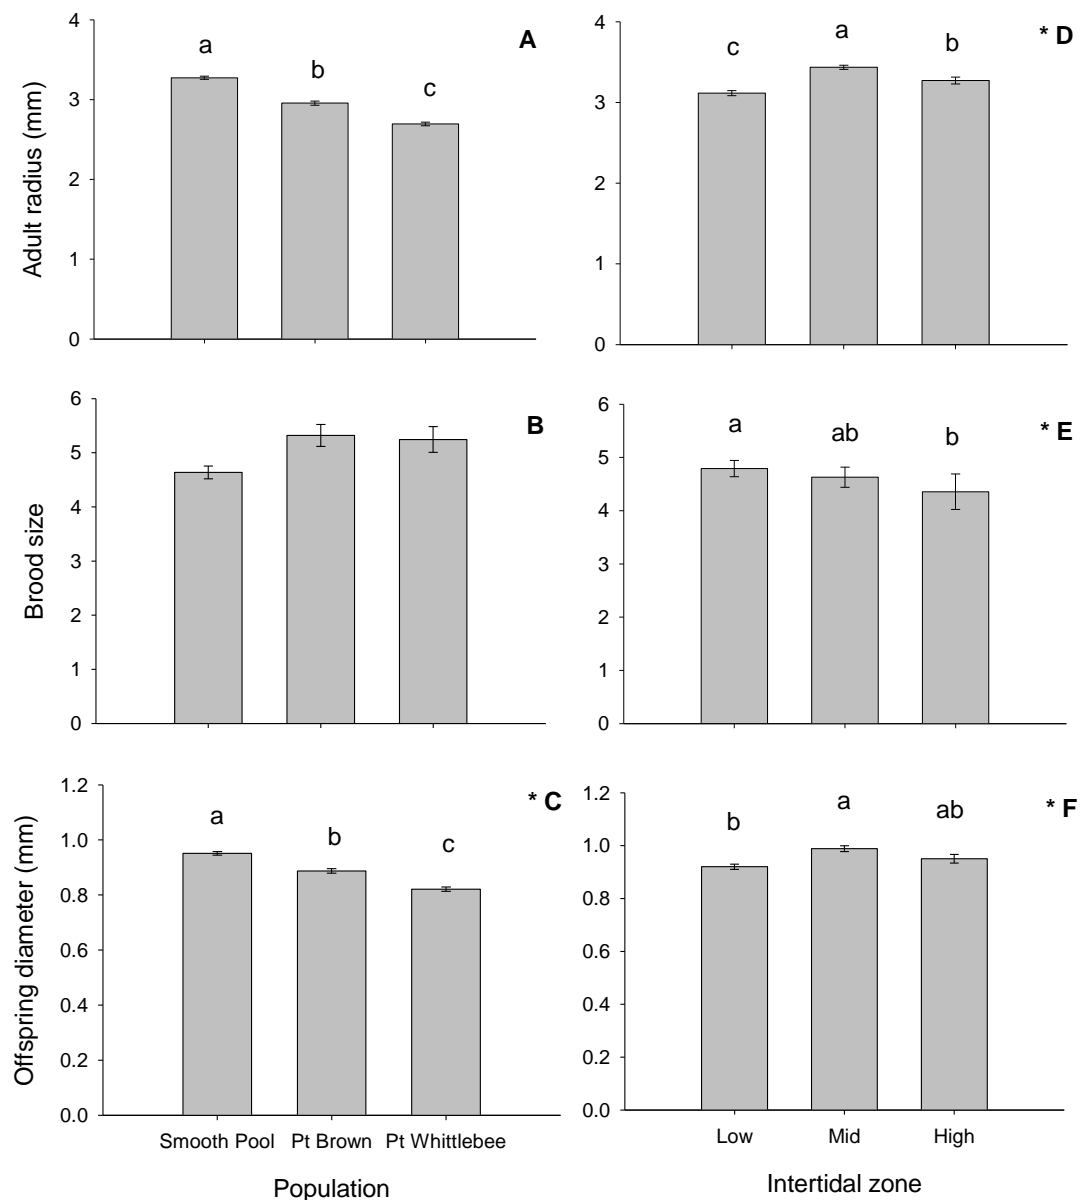 4
3
2
1
0
Adult radius (mm)
a
b
c
A
4
3
2
1
0
c
a
b
* D
6
5
4
3
2
1
0
Brood size
B
6
5
4
3
2
1
0
a
ab
b
* E
1.2
1.0
0.8
0.6
0.4
0.2
0.0
Offspring diameter (mm)
a
b
c
* C
Smooth Pool Pt Brown Pt Whittlebee
Population
1.2
1.0
0.8
0.6
0.4
0.2
0.0
b
a
ab
* F
Low Mid High
Intertidal zone